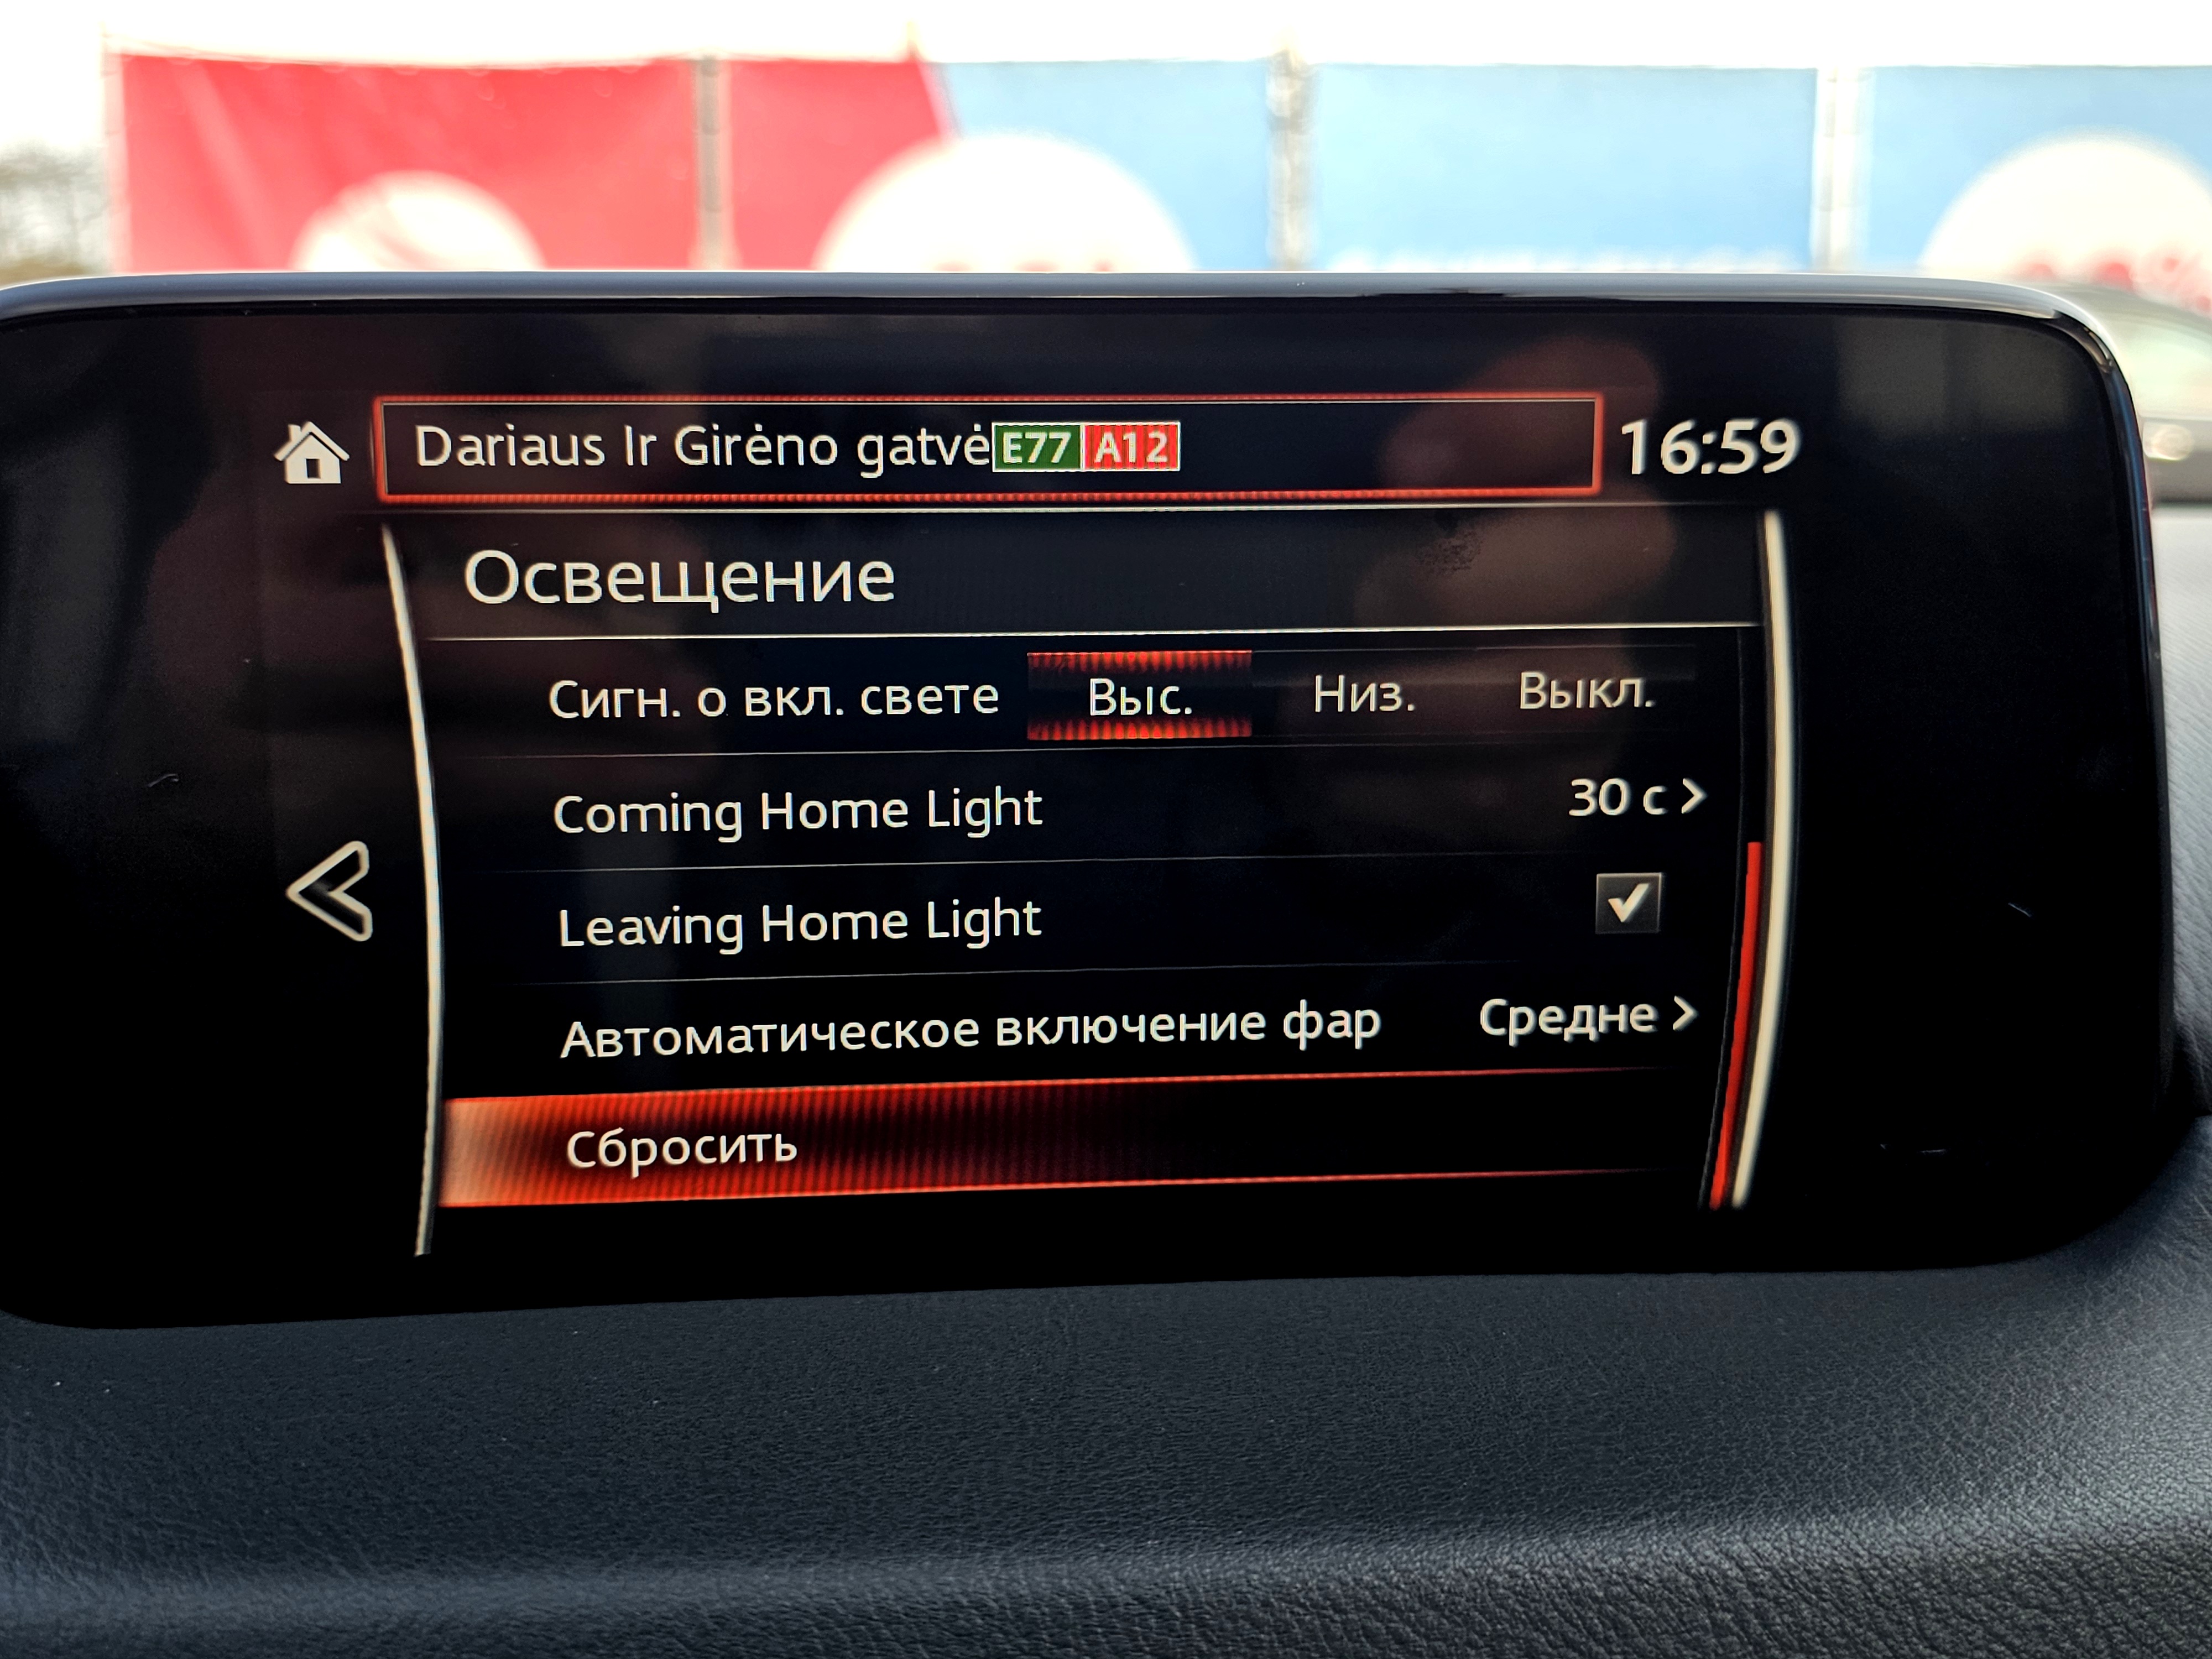 Dariaus Ir Girėno gatvė E77 A12 16:59
Освещение
Сигн. о вкл. свете Выс. Низ. Выкл.
Coming Home Light 30 с >
Leaving Home Light
Автоматическое включение фар Средне >
Сбросить